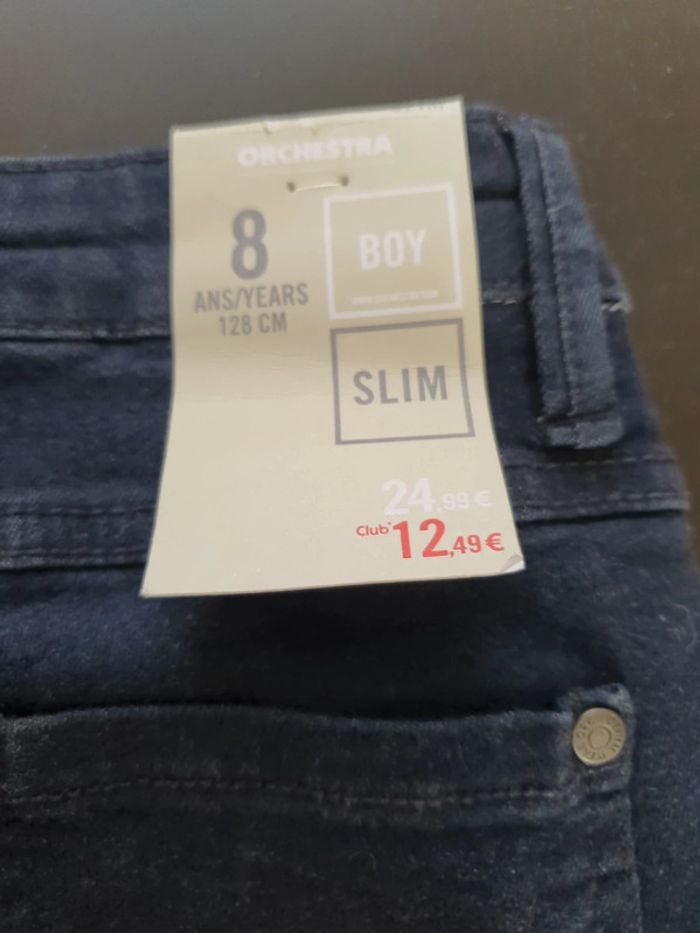 ORCHESTRA
8
ANS/YEARS
128 CM
BOY
SLIM
24,99 €
Club* 12,49 €